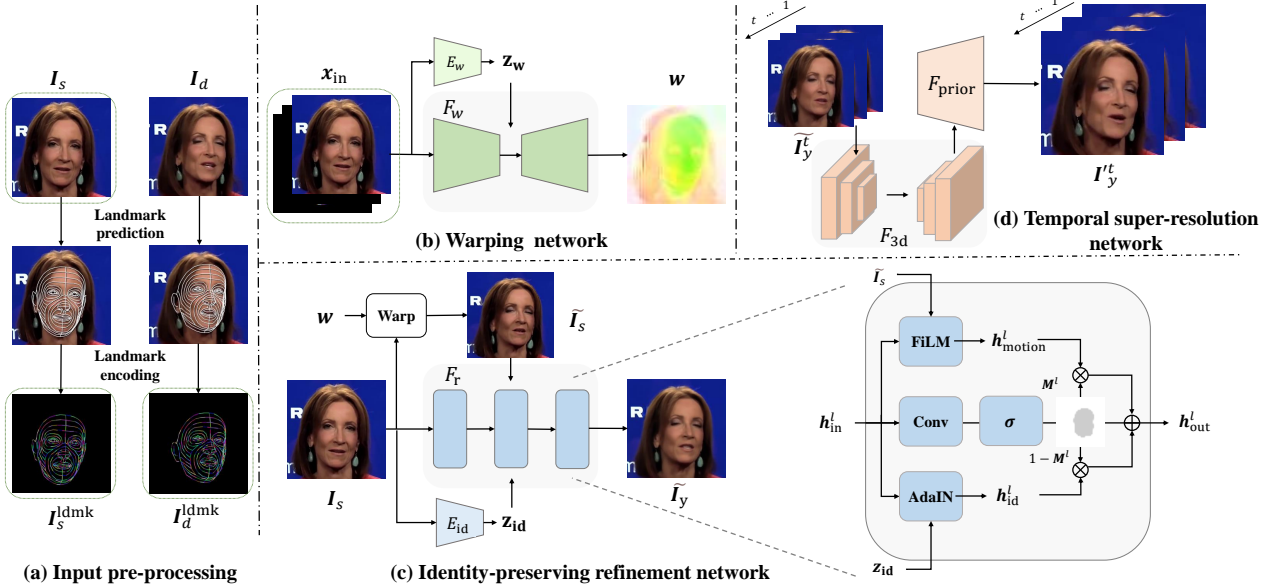 I_s
I_d
Landmark
prediction
Landmark
encoding
I_s^ldmk
I_d^ldmk
(a) Input pre-processing
x_in
E_w
z_w
F_w
w
(b) Warping network
t ... 1
Ĩ_y^t
F_3d
F_prior
t ... 1
I'_y^t
(d) Temporal super-resolution
network
w
Warp
Ĩ_s
F_r
I_s
E_id
z_id
Ĩ_y
(c) Identity-preserving refinement network
Ĩ_s
FiLM
h_motion^l
M^l
h_in^l
Conv
σ
h_out^l
1 − M^l
AdaIN
h_id^l
z_id